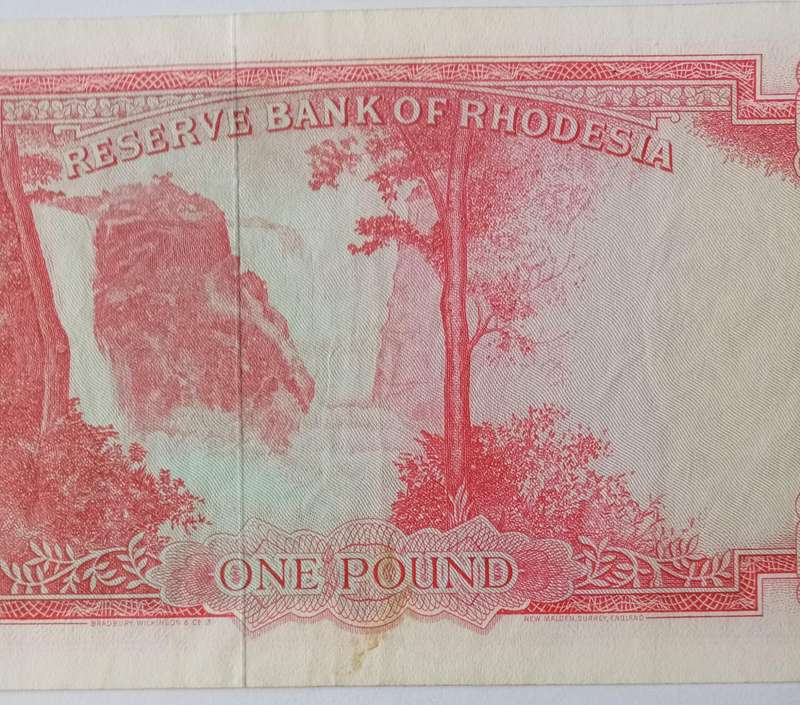 RESERVE BANK OF RHODESIA
ONE POUND
BRADBURY, WILKINSON & Cº
NEW MALDEN, SURREY, ENGLAND